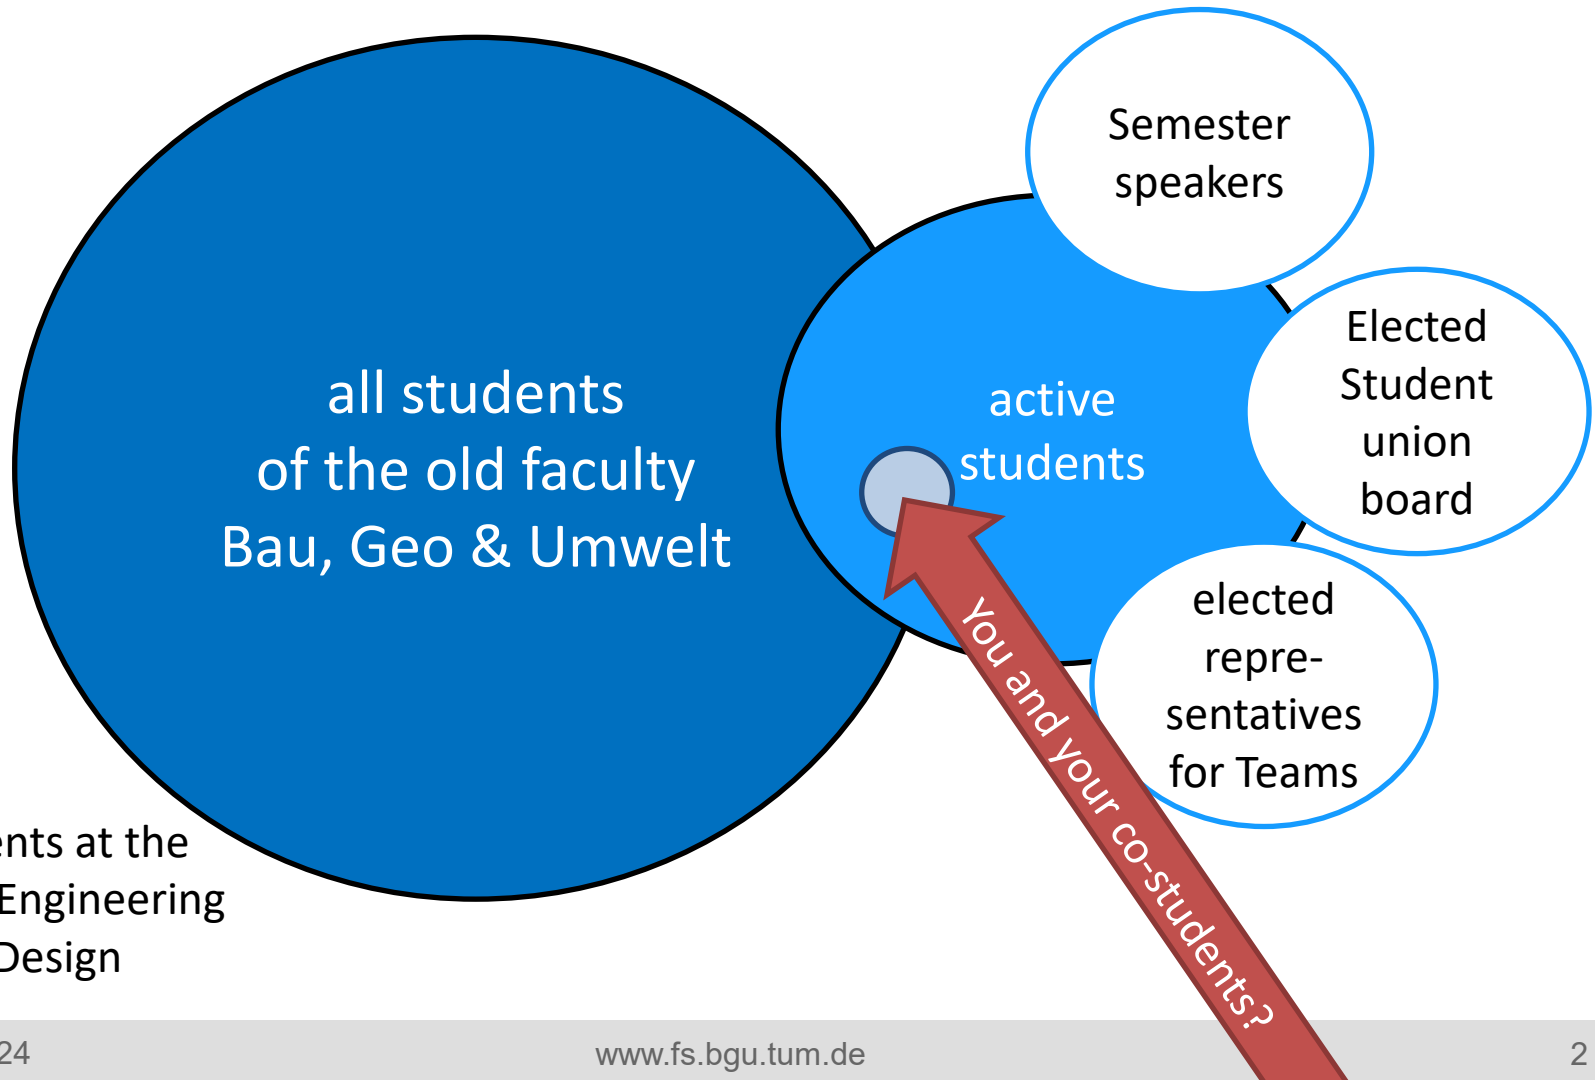 Semester
speakers
Elected
Student
union
board
all students
of the old faculty
Bau, Geo & Umwelt
active
students
elected
repre-
sentatives
for Teams
You and your co-students?
ents at the
Engineering
Design
24
www.fs.bgu.tum.de
2